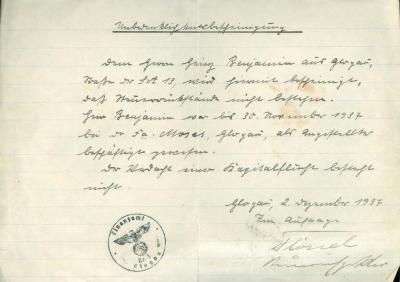 Unbedenklichkeitsbescheinigung
Dem Herrn Heinz Benjamin aus Glogau,
Straße der SA 13, wird hiermit bescheinigt,
daß Steuerrückstände nicht bestehen.
Herr Benjamin war bis 30. November 1937
bei der Fa. Moses, Glogau, als Angestellter
beschäftigt gewesen.
Der Verdacht einer Kapitalflucht besteht
nicht.
Glogau, 2. Dezember 1937
Im Auftrage
Finanzamt
Glogau